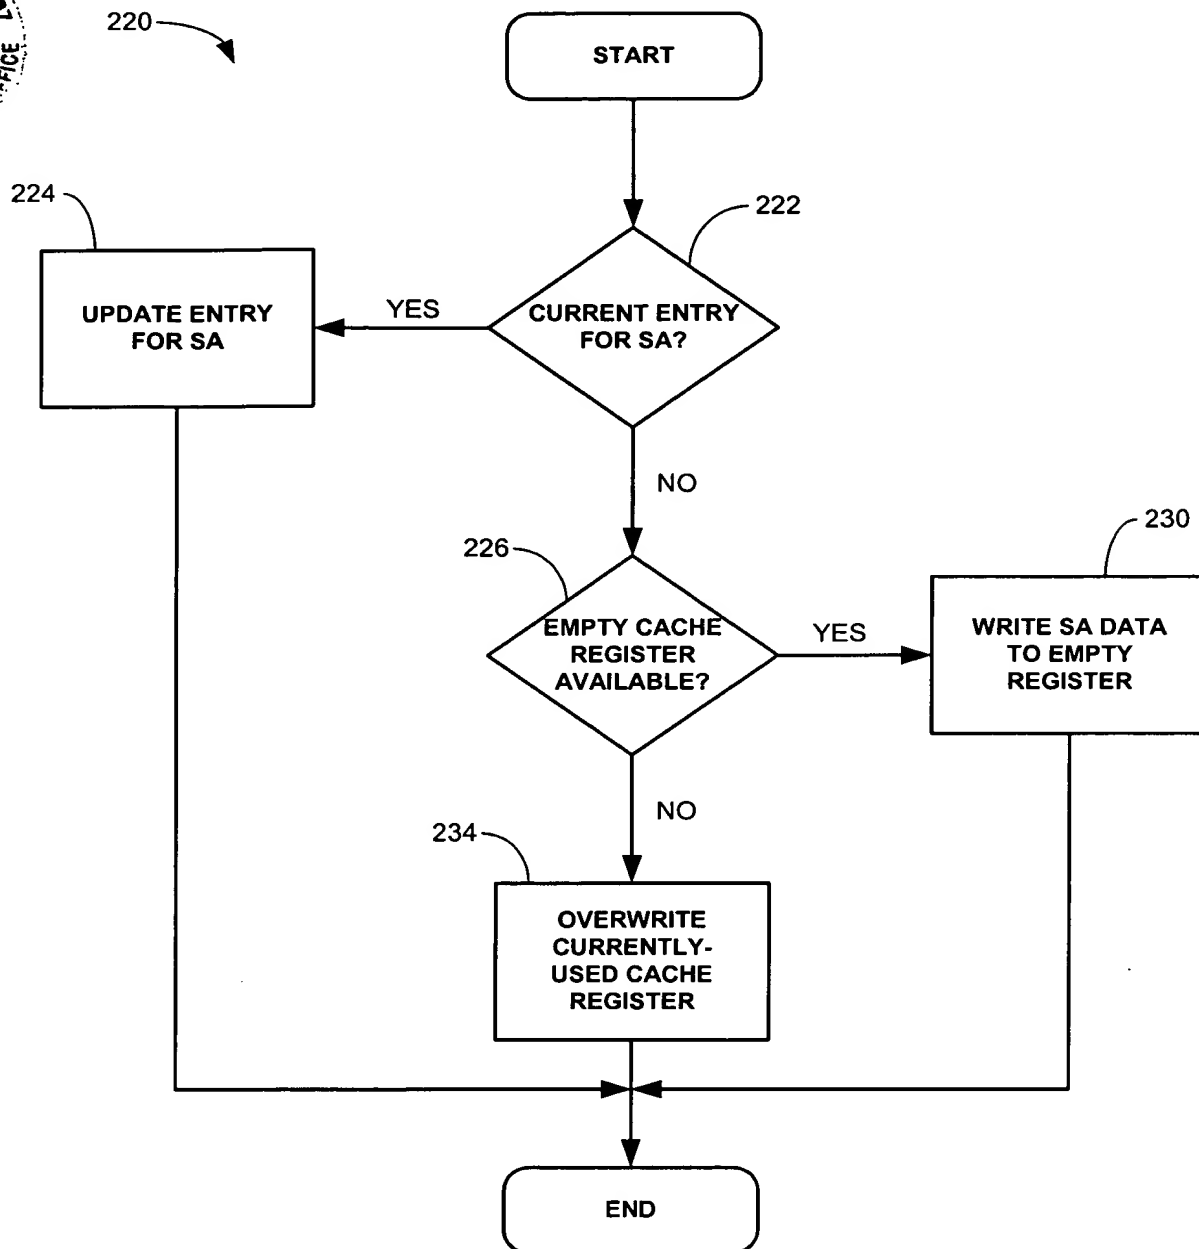 220
START
224
222
UPDATE ENTRY
FOR SA
YES
CURRENT ENTRY
FOR SA?
NO
226
230
EMPTY CACHE
REGISTER
AVAILABLE?
YES
WRITE SA DATA
TO EMPTY
REGISTER
NO
234
OVERWRITE
CURRENTLY-
USED CACHE
REGISTER
END